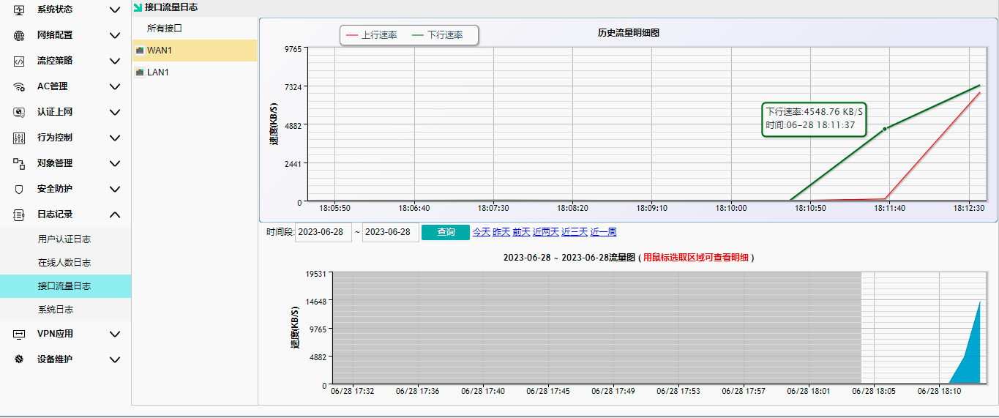 系统状态
网络配置
流控策略
AC管理
认证上网
行为控制
对象管理
安全防护
日志记录
用户认证日志
在线人数日志
接口流量日志
系统日志
VPN应用
设备维护
接口流量日志
所有接口
WAN1
LAN1
上行速率 下行速率
历史流量明细图
9765
7324
4882
2441
0
速度(KB/S)
下行速率:4548.76 KB/S
时间:06-28 18:11:37
18:05:50 18:06:40 18:07:30 18:08:20 18:09:10 18:10:00 18:10:50 18:11:40 18:12:30
时间段: 2023-06-28 ~ 2023-06-28 查询 今天 昨天 前天 近两天 近三天 近一周
2023-06-28 ~ 2023-06-28流量图 ( 用鼠标选取区域可查看明细 )
19531
14648
9765
4882
0
速度(KB/S)
06/28 17:32 06/28 17:36 06/28 17:40 06/28 17:45 06/28 17:49 06/28 17:53 06/28 17:57 06/28 18:01 06/28 18:05 06/28 18:10